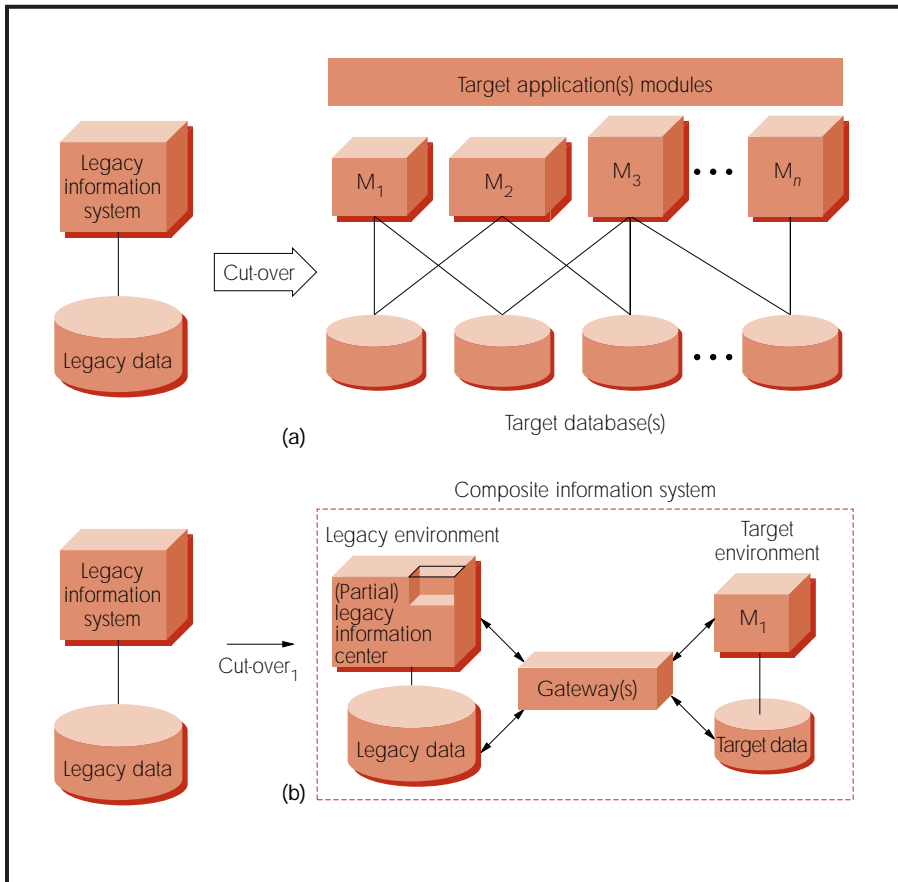 Target application(s) modules
Legacy
information
system
M1
M2
M3
•••
Mn
Cut-over
Legacy data
•••
(a)
Target database(s)
Composite information system
Legacy environment
Target
environment
Legacy
information
system
(Partial)
legacy
information
center
M1
Cut-over1
Gateway(s)
Legacy data
Legacy data
Target data
(b)